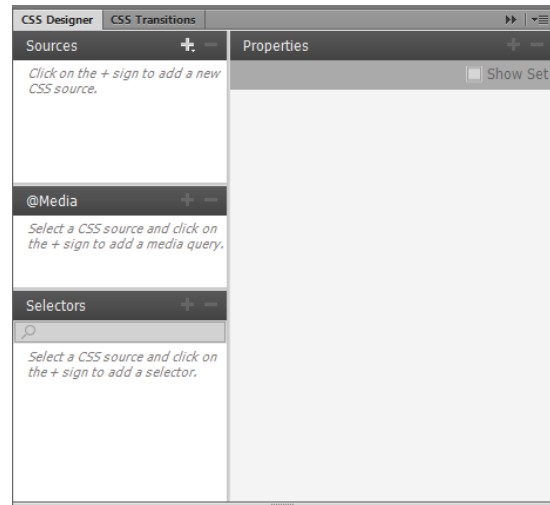 CSS Designer CSS Transitions
Sources
Click on the + sign to add a new
CSS source.
@Media
Select a CSS source and click on
the + sign to add a media query.
Selectors
Select a CSS source and click on
the + sign to add a selector.
Properties
Show Set